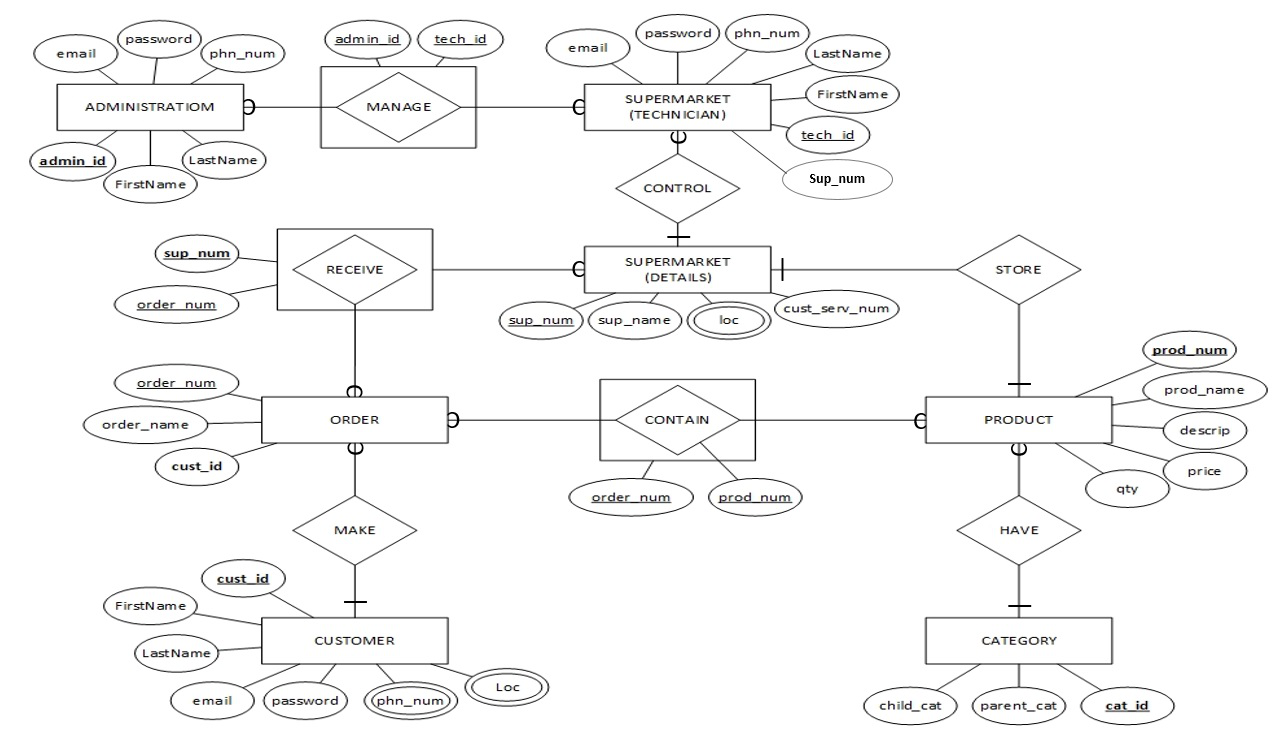 email
password
phn_num
ADMINISTRATIOM
admin_id
FirstName
LastName
admin_id
tech_id
MANAGE
email
password
phn_num
LastName
FirstName
tech_id
Sup_num
SUPERMARKET
(TECHNICIAN)
CONTROL
sup_num
order_num
RECEIVE
SUPERMARKET
(DETAILS)
sup_num
sup_name
loc
cust_serv_num
STORE
order_num
order_name
cust_id
ORDER
CONTAIN
order_num
prod_num
PRODUCT
prod_num
prod_name
descrip
price
qty
MAKE
HAVE
cust_id
FirstName
LastName
CUSTOMER
email
password
phn_num
Loc
CATEGORY
child_cat
parent_cat
cat_id